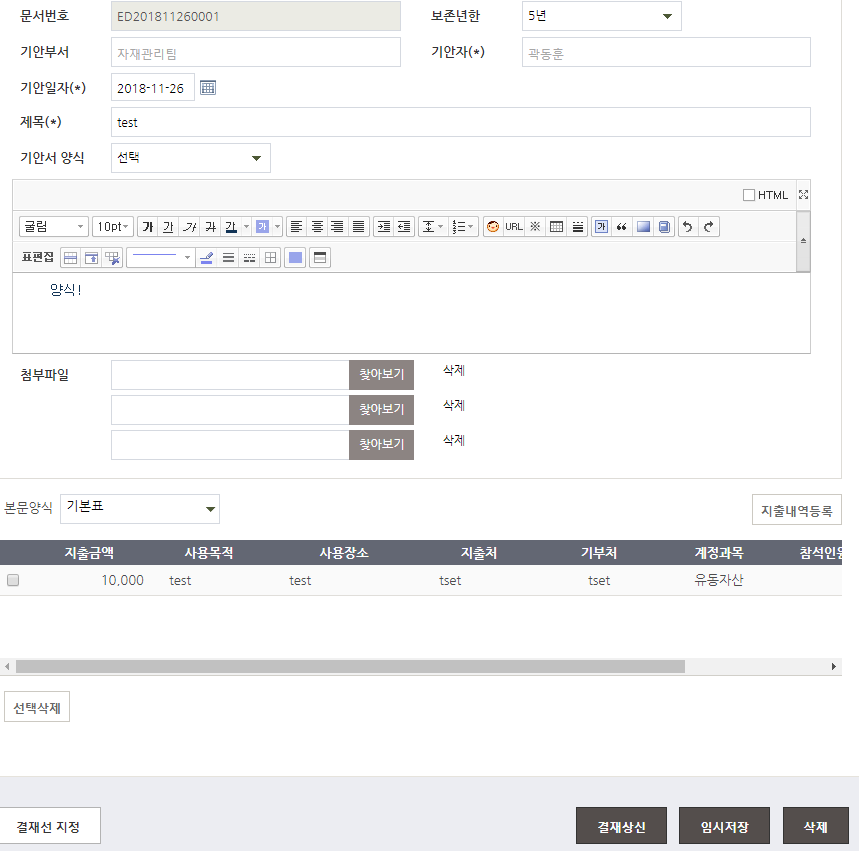 문서번호 ED201811260001 보존년한 5년
기안부서 자재관리팀 기안자(*) 곽동훈
기안일자(*) 2018-11-26
제목(*) test
기안서 양식 선택
HTML
굴림 10pt 가 가 가 가 가 가 URL ※ 가 “
표편집
양식!
첨부파일 찾아보기 삭제
찾아보기 삭제
찾아보기 삭제
본문양식 기본표 지출내역등록
지출금액 사용목적 사용장소 지출처 기부처 계정과목 참석인원
10,000 test test tset tset 유동자산
선택삭제
결재선 지정 결재상신 임시저장 삭제